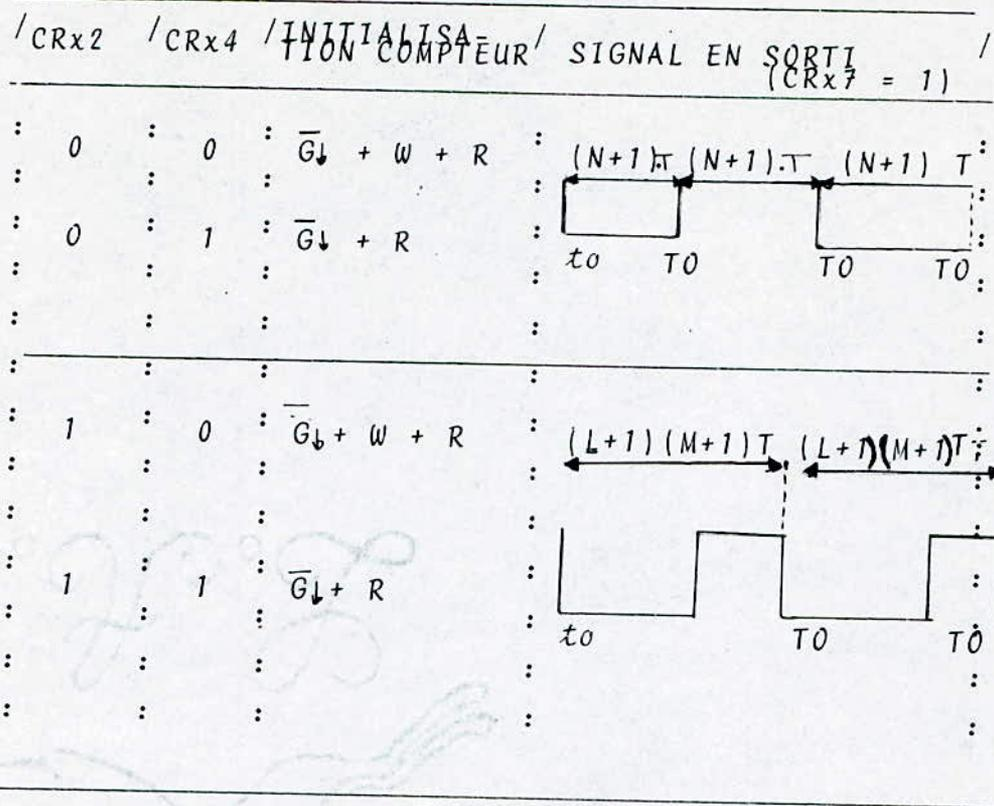 /CRx2 /CRx4 /INITIALISA- / SIGNAL EN SORTI /
TION COMPTEUR (CRx7 = 1)
: 0 : 0 : G̅↓ + W + R : (N+1).T (N+1).T (N+1) T :
: 0 : 1 : G̅↓ + R :
to TO TO TO
: 1 : 0 : G̅↓ + W + R : (L+1)(M+1)T (L+1)(M+1)T :
: 1 : 1 : G̅↓ + R :
to TO TO